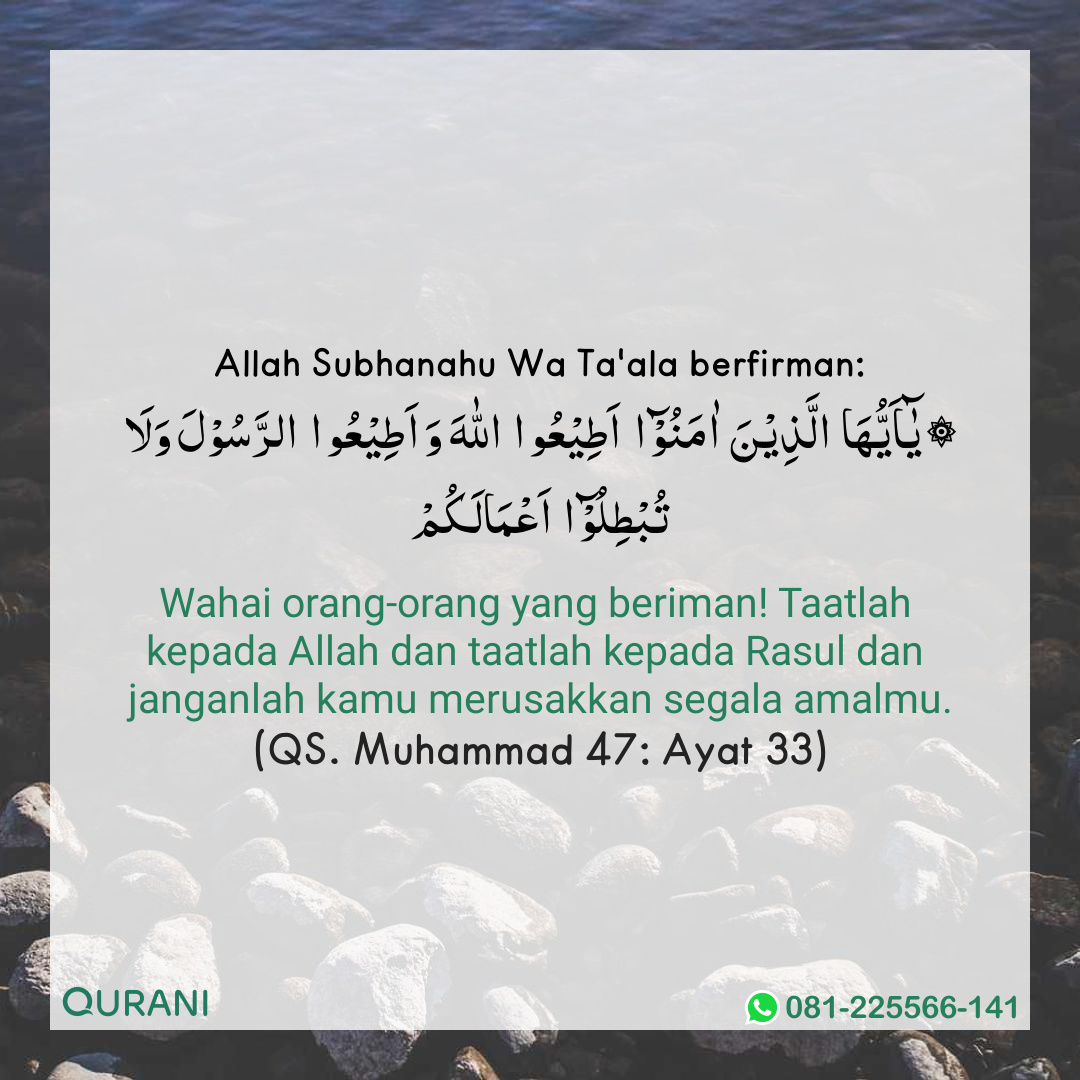 Allah Subhanahu Wa Ta'ala berfirman:
۞ يٰٓاَيُّهَا الَّذِيْنَ اٰمَنُوْٓا اَطِيْعُوا اللّٰهَ وَاَطِيْعُوا الرَّسُوْلَ وَلَا
تُبْطِلُوْٓا اَعْمَالَكُمْ
Wahai orang-orang yang beriman! Taatlah
kepada Allah dan taatlah kepada Rasul dan
janganlah kamu merusakkan segala amalmu.
(QS. Muhammad 47: Ayat 33)
QURANI
081-225566-141